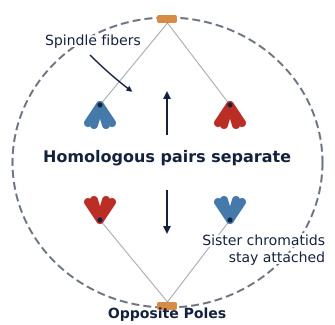 Spindle fibers
Homologous pairs separate
Sister chromatids
stay attached
Opposite Poles